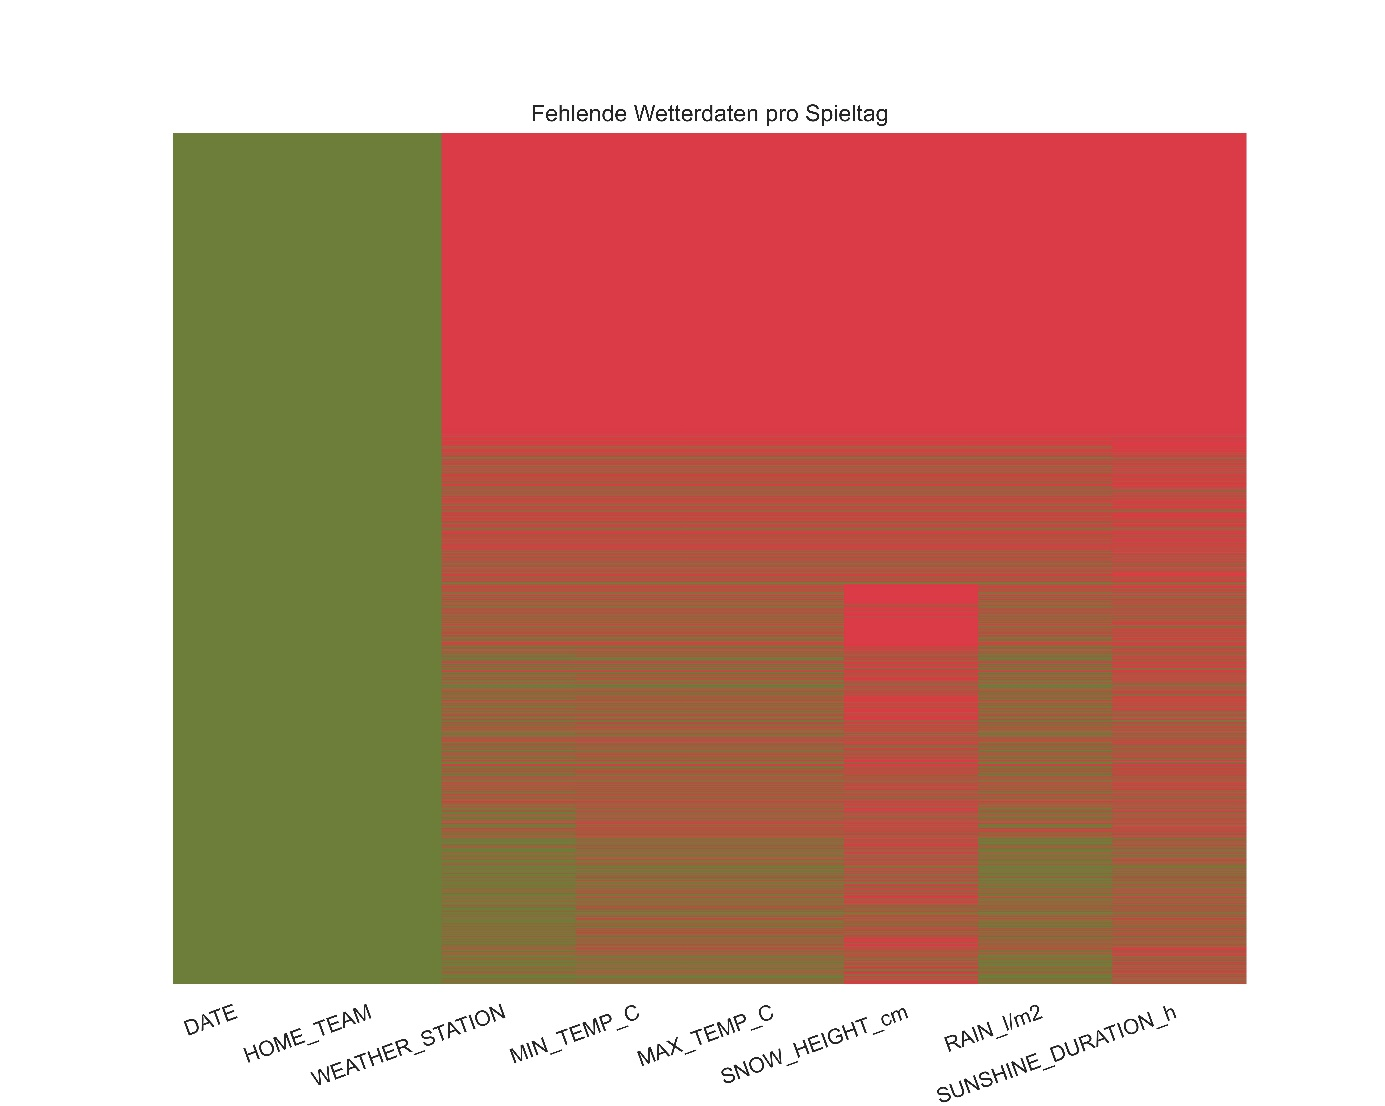 Fehlende Wetterdaten pro Spieltag
DATE
HOME_TEAM
WEATHER_STATION
MIN_TEMP_C
MAX_TEMP_C
SNOW_HEIGHT_cm
RAIN_l/m2
SUNSHINE_DURATION_h